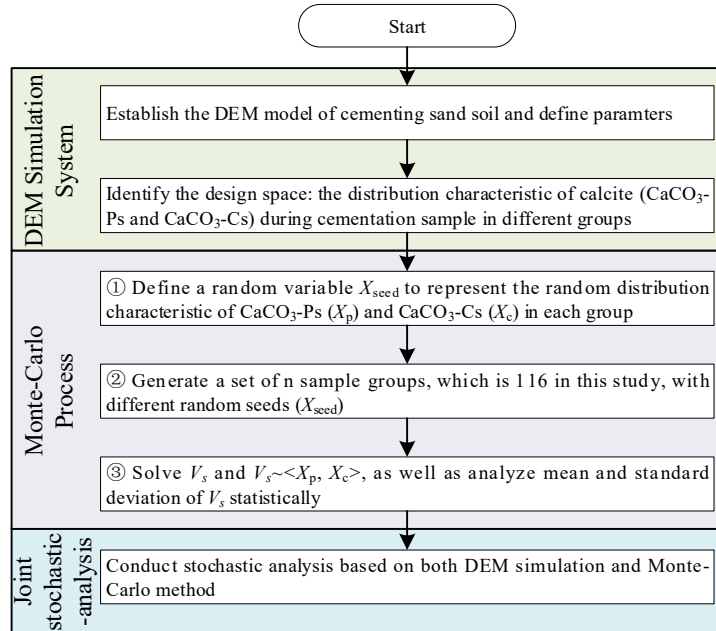 Start
DEM Simulation
System
Establish the DEM model of cementing sand soil and define paramters
Identify the design space: the distribution characteristic of calcite (CaCO₃-
Ps and CaCO₃-Cs) during cementation sample in different groups
Monte-Carlo
Process
① Define a random variable Xseed to represent the random distribution
characteristic of CaCO₃-Ps (Xp) and CaCO₃-Cs (Xc) in each group
② Generate a set of n sample groups, which is 116 in this study, with
different random seeds (Xseed)
③ Solve Vs and Vs~<Xp, Xc>, as well as analyze mean and standard
deviation of Vs statistically
Joint
stochastic
-analysis
Conduct stochastic analysis based on both DEM simulation and Monte-
Carlo method